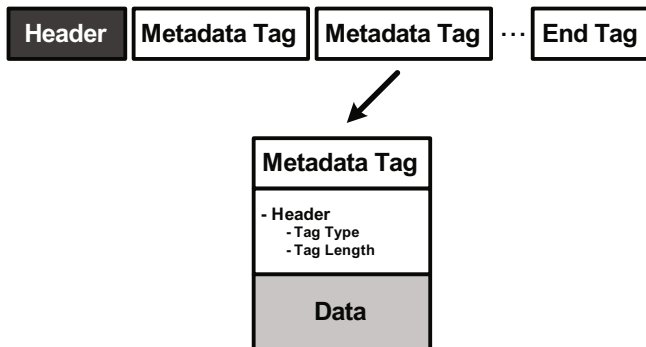 Header Metadata Tag Metadata Tag ··· End Tag
Metadata Tag
- Header
- Tag Type
- Tag Length
Data